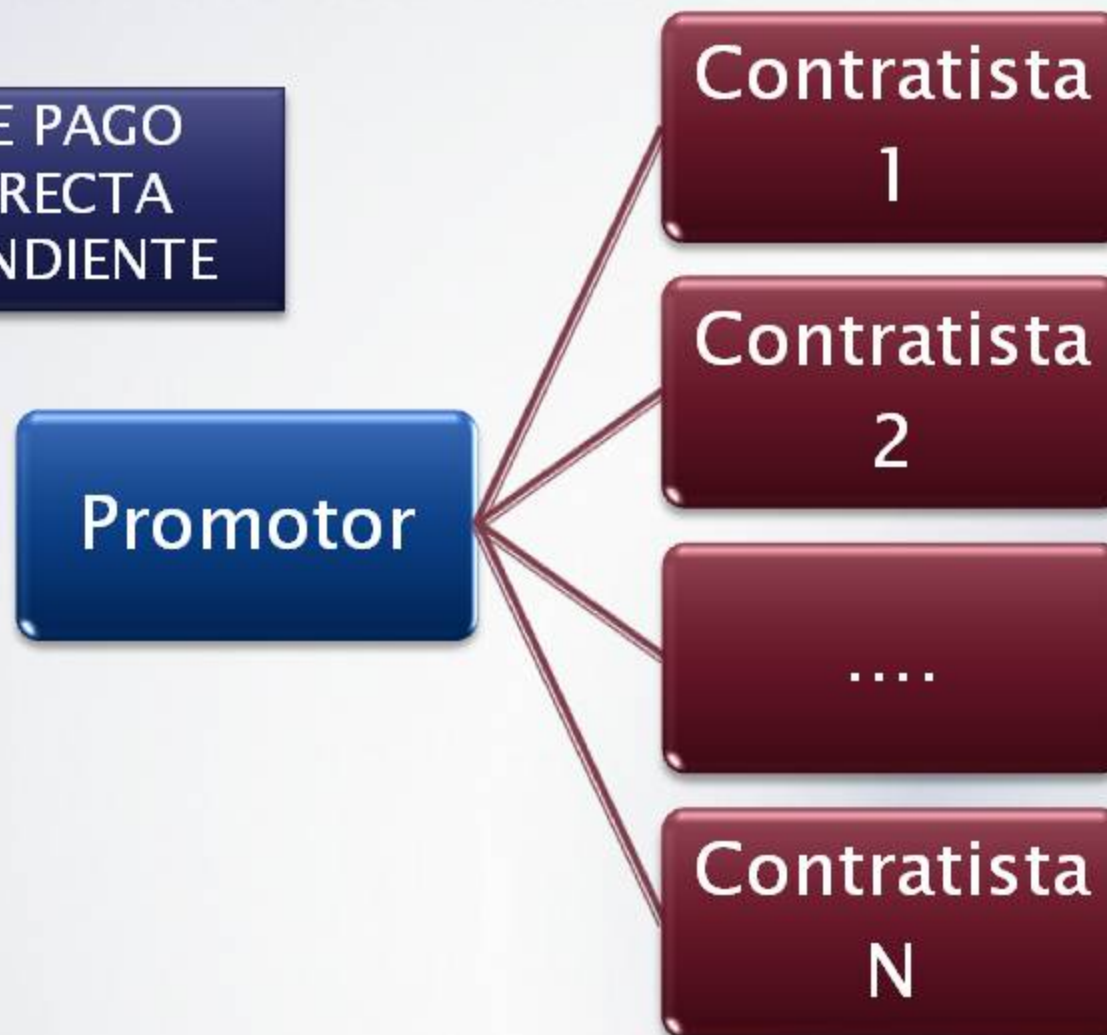 E PAGO
RECTA
NDIENTE
Promotor
Contratista
1
Contratista
2
....
Contratista
N